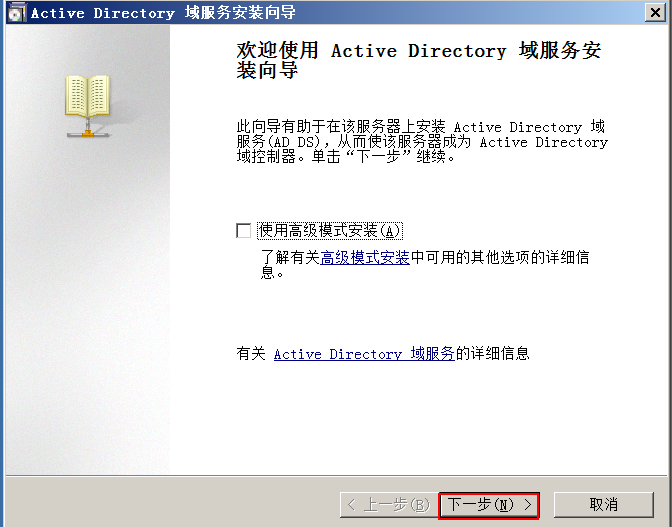 Active Directory 域服务安装向导
欢迎使用 Active Directory 域服务安
装向导
此向导有助于在该服务器上安装 Active Directory 域
服务(AD DS)，从而使该服务器成为 Active Directory
域控制器。单击“下一步”继续。
使用高级模式安装(A)
了解有关高级模式安装中可用的其他选项的详细信
息。
有关 Active Directory 域服务的详细信息
< 上一步(B) 下一步(N) > 取消